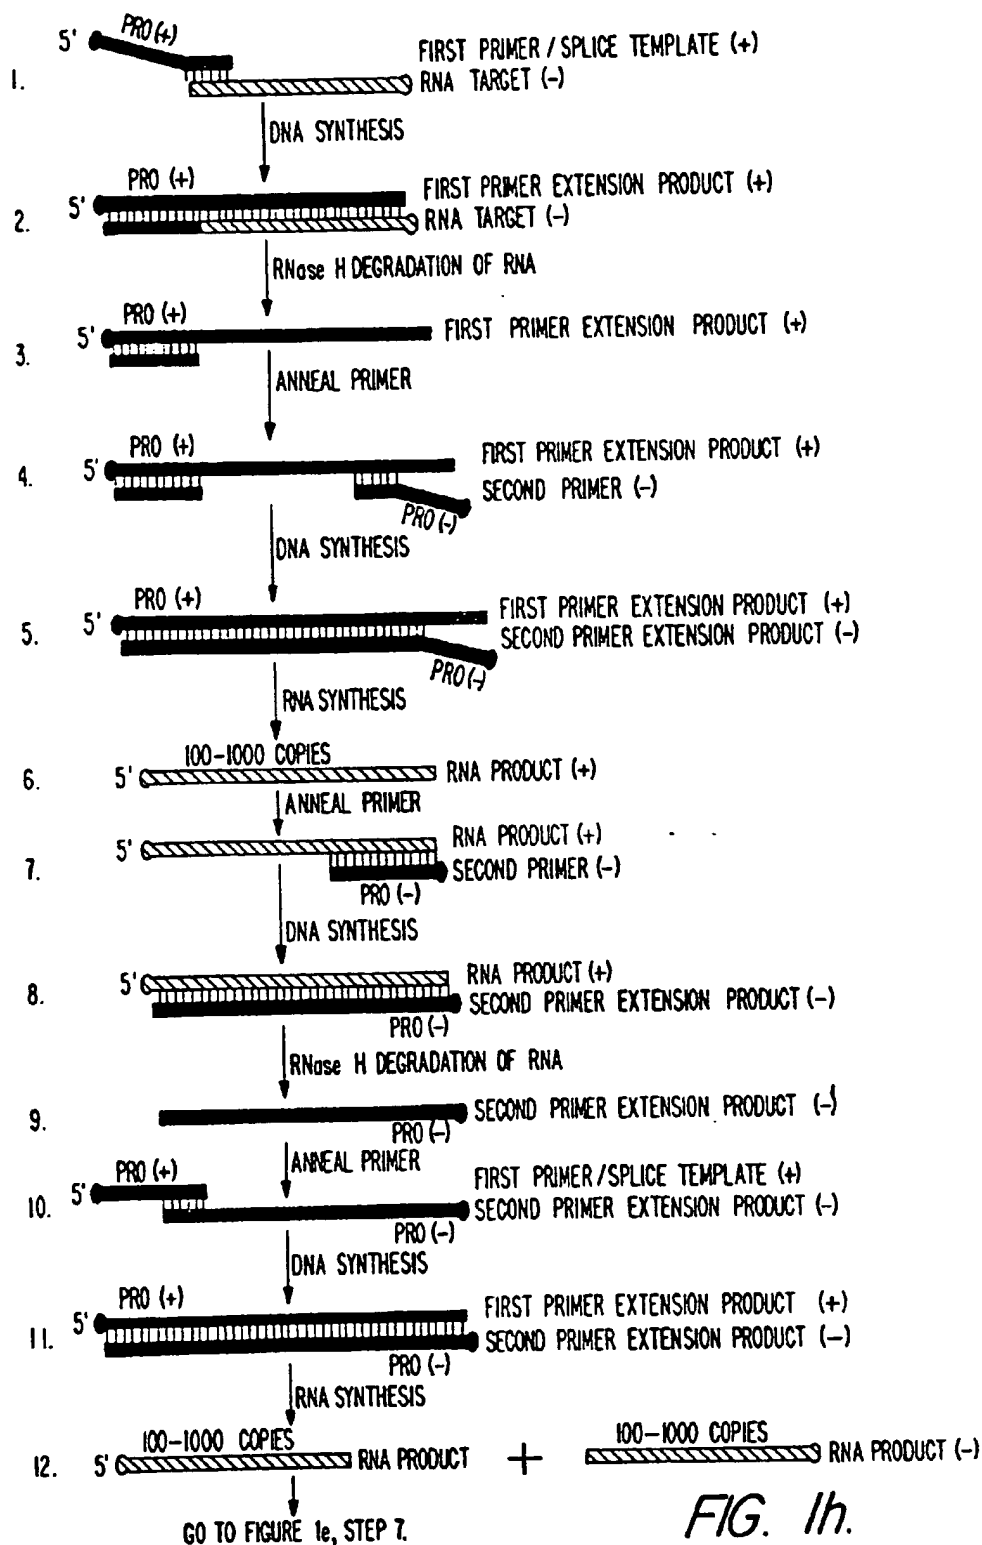 PRO (+)
5'
FIRST PRIMER / SPLICE TEMPLATE (+)
1.
RNA TARGET (-)
DNA SYNTHESIS
PRO (+)
5'
FIRST PRIMER EXTENSION PRODUCT (+)
2.
RNA TARGET (-)
RNase H DEGRADATION OF RNA
PRO (+)
5'
FIRST PRIMER EXTENSION PRODUCT (+)
3.
ANNEAL PRIMER
PRO (+)
5'
FIRST PRIMER EXTENSION PRODUCT (+)
4.
SECOND PRIMER (-)
PRO (-)
DNA SYNTHESIS
PRO (+)
5'
FIRST PRIMER EXTENSION PRODUCT (+)
5.
SECOND PRIMER EXTENSION PRODUCT (-)
PRO (-)
RNA SYNTHESIS
100-1000 COPIES
6.
5'
RNA PRODUCT (+)
ANNEAL PRIMER
5'
RNA PRODUCT (+)
7.
SECOND PRIMER (-)
PRO (-)
DNA SYNTHESIS
5'
RNA PRODUCT (+)
8.
SECOND PRIMER EXTENSION PRODUCT (-)
PRO (-)
RNase H DEGRADATION OF RNA
9.
SECOND PRIMER EXTENSION PRODUCT (-)
PRO (-)
ANNEAL PRIMER
PRO (+)
5'
FIRST PRIMER/SPLICE TEMPLATE (+)
10.
SECOND PRIMER EXTENSION PRODUCT (-)
PRO (-)
DNA SYNTHESIS
PRO (+)
5'
FIRST PRIMER EXTENSION PRODUCT (+)
11.
SECOND PRIMER EXTENSION PRODUCT (-)
PRO (-)
RNA SYNTHESIS
100-1000 COPIES
100-1000 COPIES
12.
5'
RNA PRODUCT
+
RNA PRODUCT (-)
GO TO FIGURE 1e, STEP 7.
FIG. 1h.